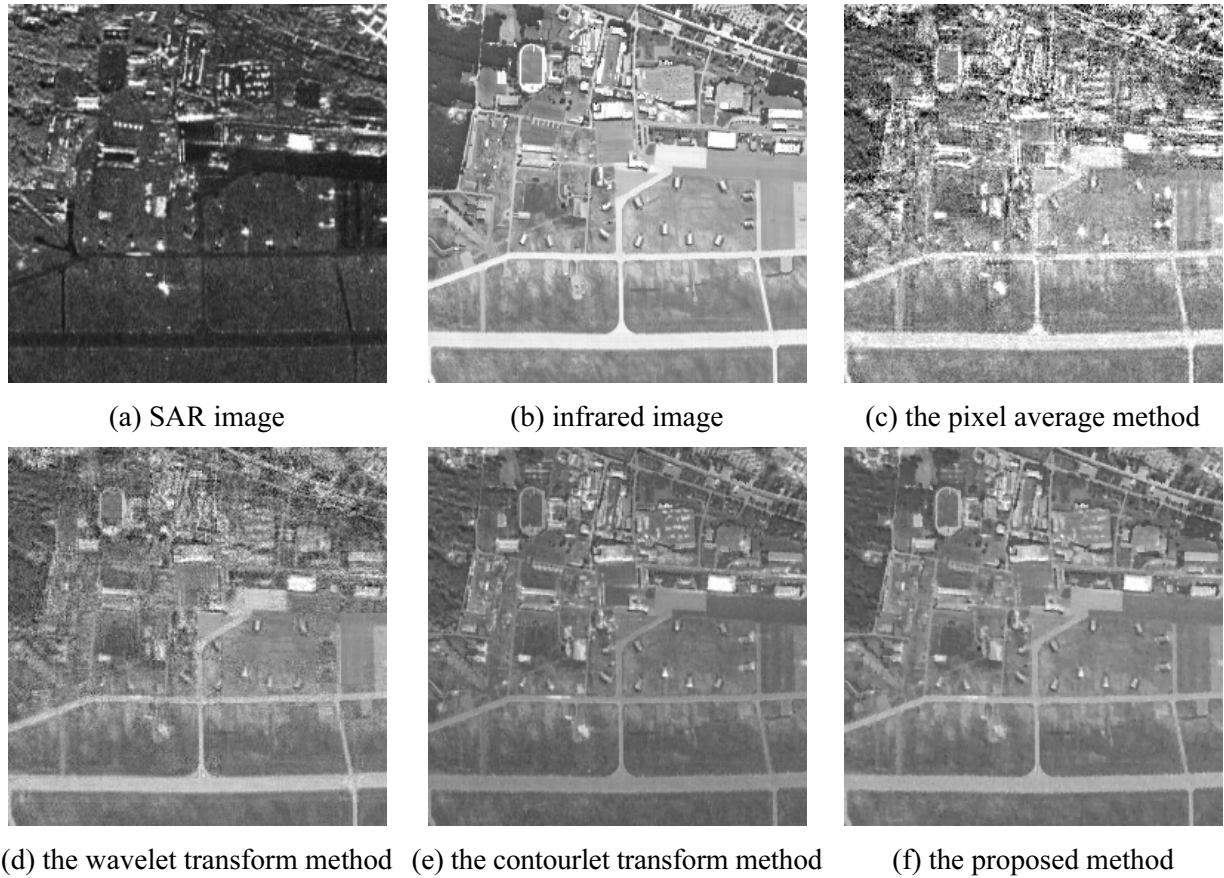 (a) SAR image
(b) infrared image
(c) the pixel average method
(d) the wavelet transform method
(e) the contourlet transform method
(f) the proposed method